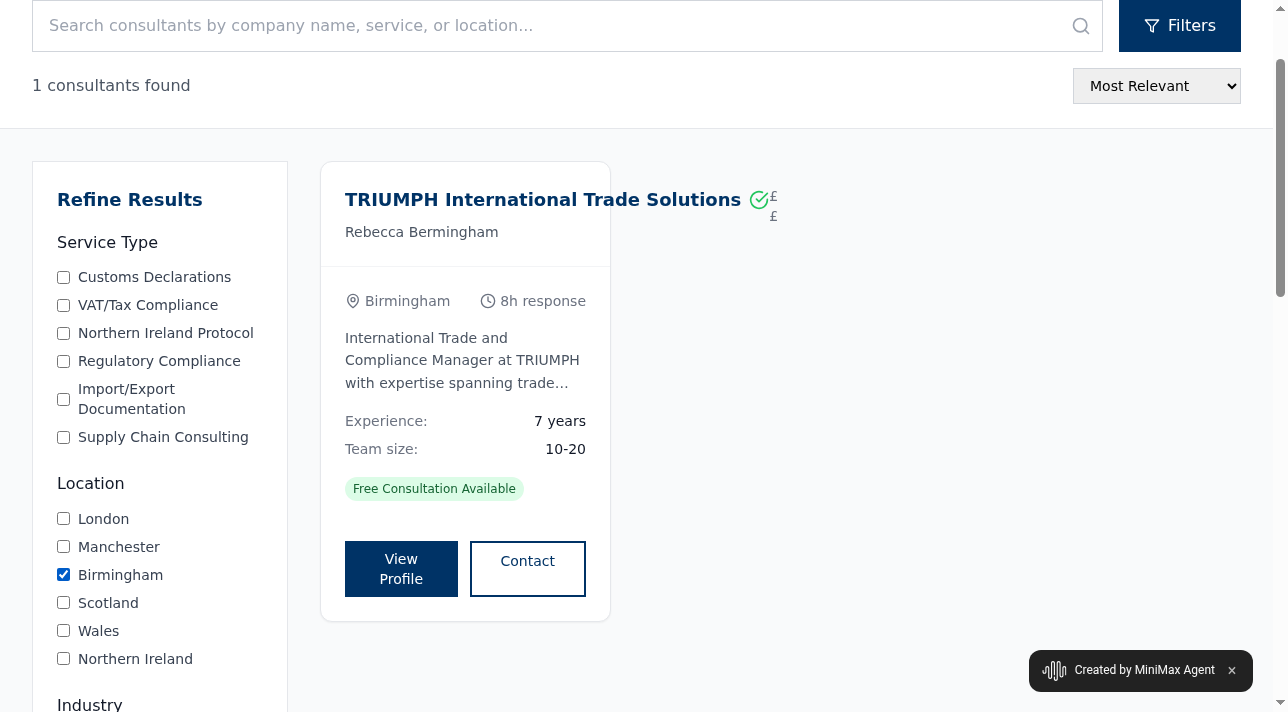 Search consultants by company name, service, or location...
Filters
1 consultants found
Most Relevant
Refine Results
Service Type
Customs Declarations
VAT/Tax Compliance
Northern Ireland Protocol
Regulatory Compliance
Import/Export
Documentation
Supply Chain Consulting
Location
London
Manchester
Birmingham
Scotland
Wales
Northern Ireland
Industry
TRIUMPH International Trade Solutions
£
£
Rebecca Bermingham
Birmingham
8h response
International Trade and
Compliance Manager at TRIUMPH
with expertise spanning trade…
Experience:
7 years
Team size:
10-20
Free Consultation Available
View
Profile
Contact
Created by MiniMax Agent ×